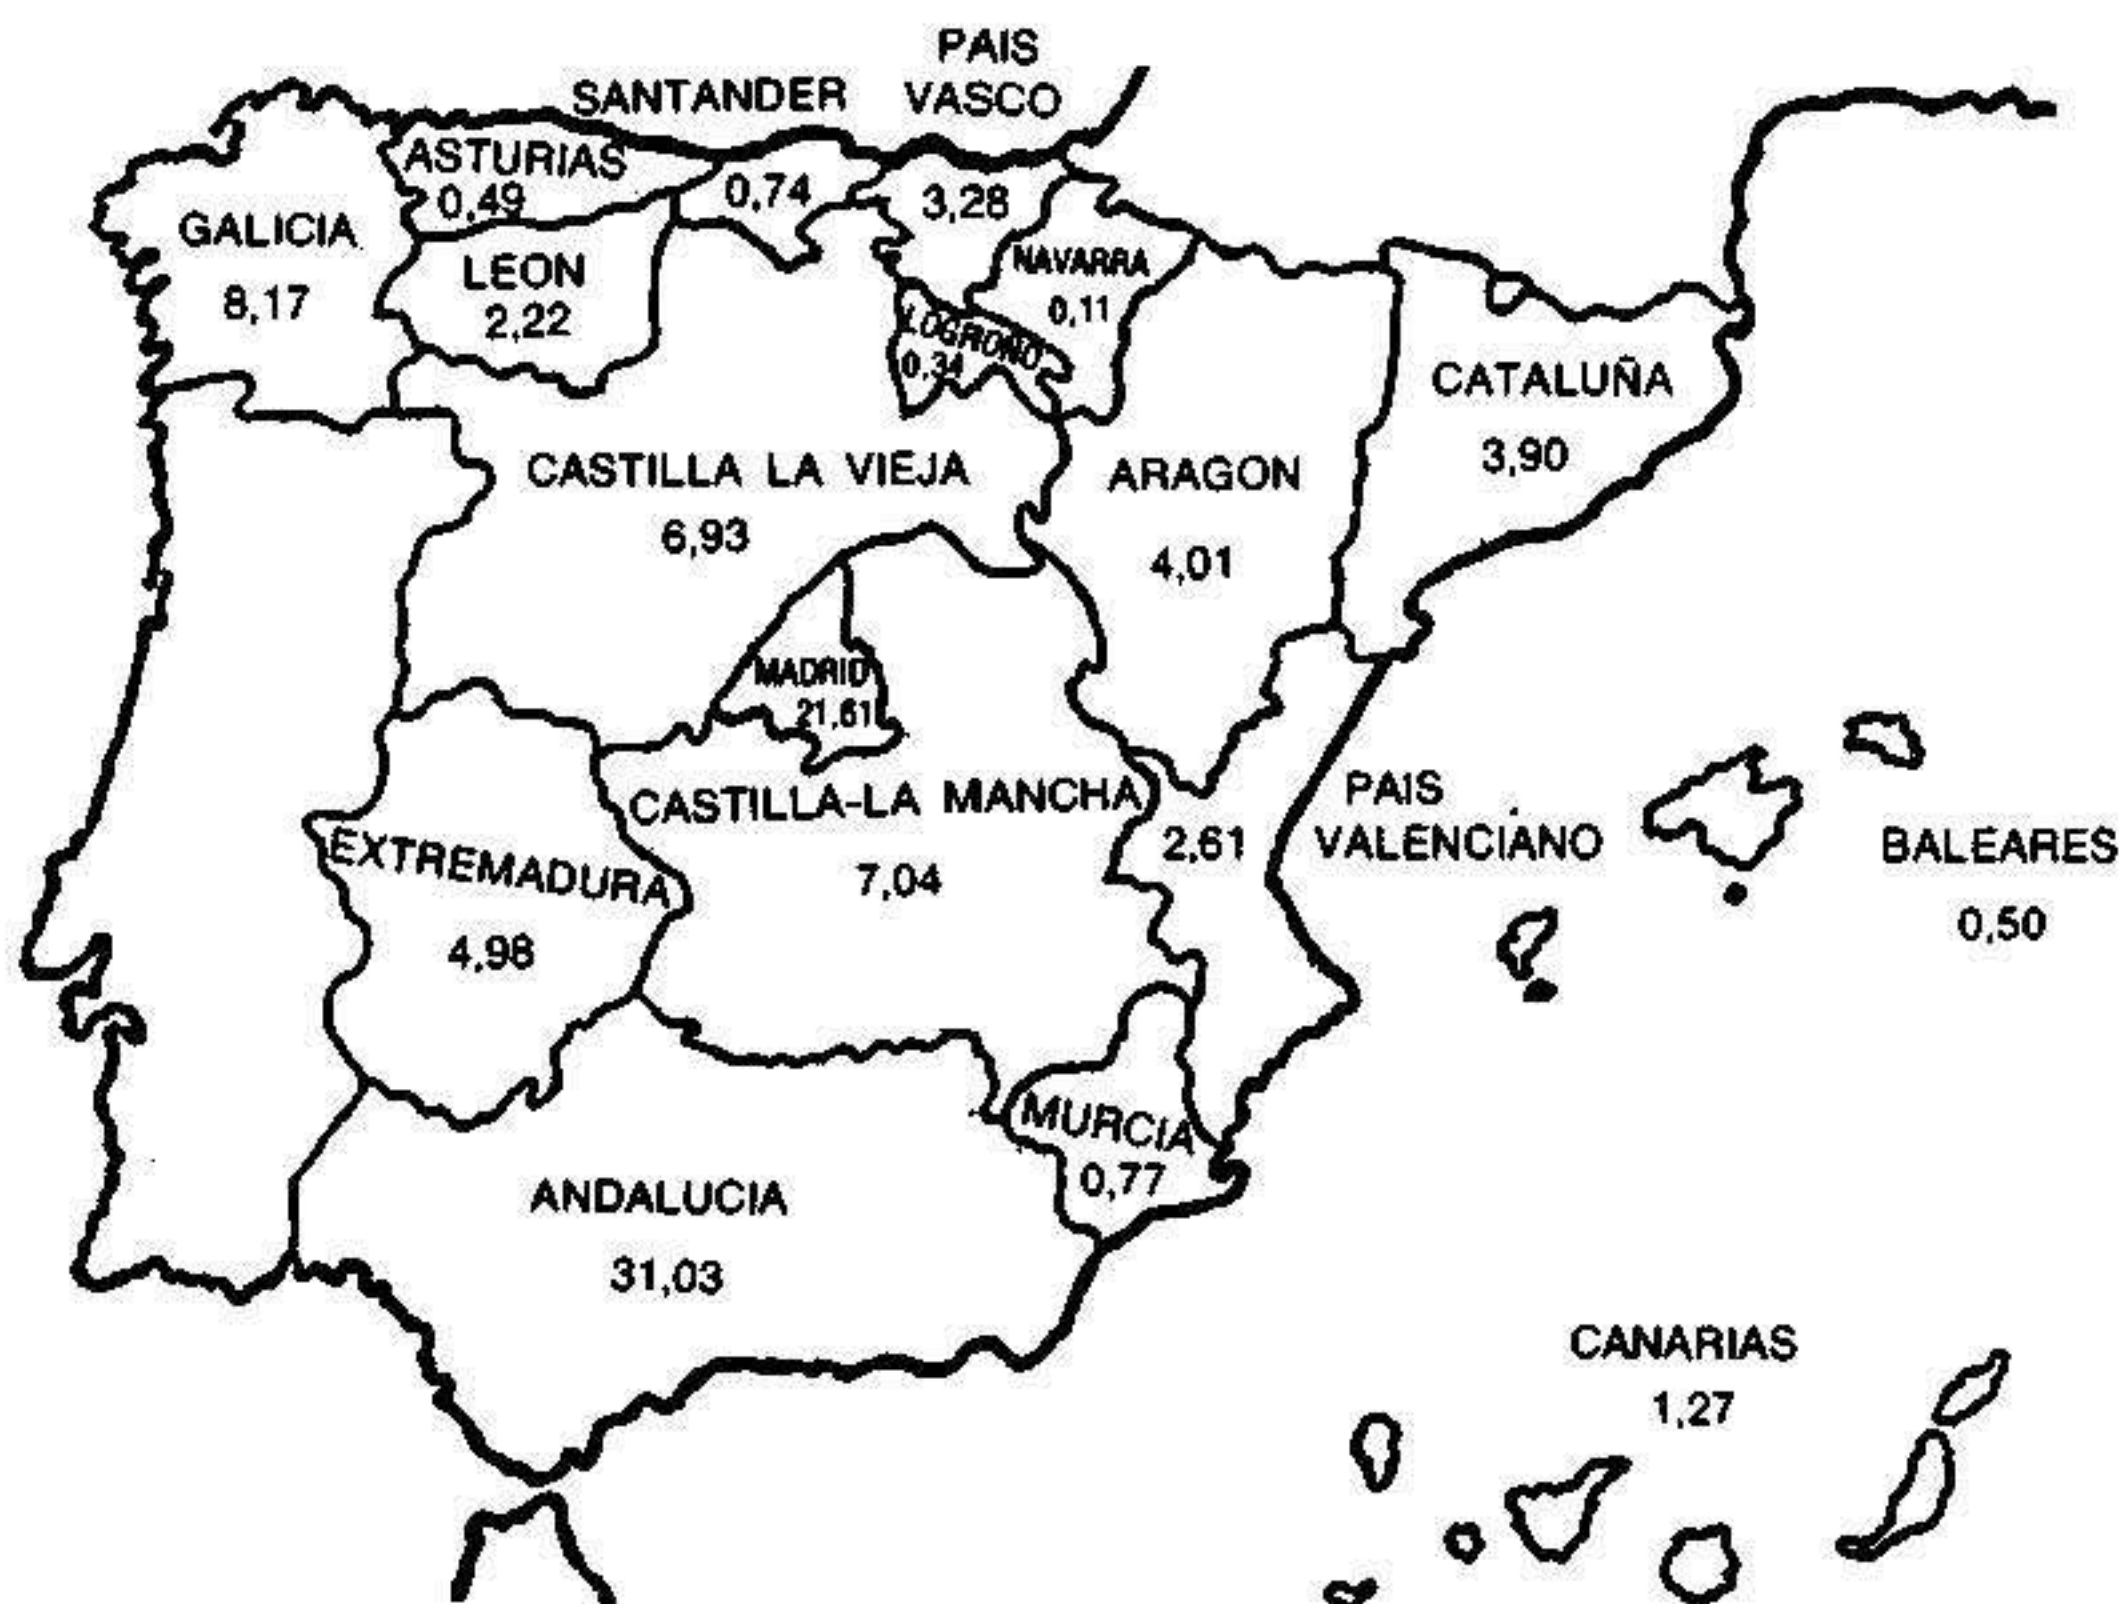 PAIS
VASCO
SANTANDER
ASTURIAS
0,49
0,74
3,28
GALICIA
8,17
LEON
2,22
NAVARRA
0,11
LOGROÑO
0,34
CATALUÑA
3,90
CASTILLA LA VIEJA
6,93
ARAGON
4,01
MADRID
21,61
CASTILLA-LA MANCHA
7,04
2,61
PAIS
VALENCIANO
BALEARES
0,50
EXTREMADURA
4,98
MURCIA
0,77
ANDALUCIA
31,03
CANARIAS
1,27